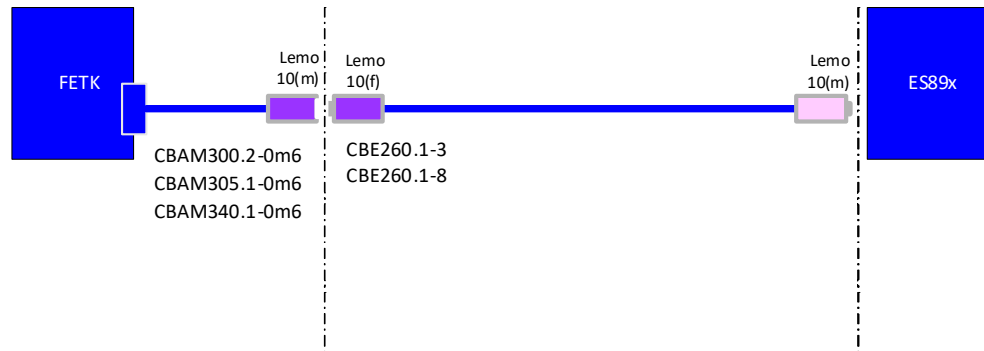 FETK
Lemo
10(m)
Lemo
10(f)
Lemo
10(m)
ES89x
CBAM300.2-0m6
CBAM305.1-0m6
CBAM340.1-0m6
CBE260.1-3
CBE260.1-8